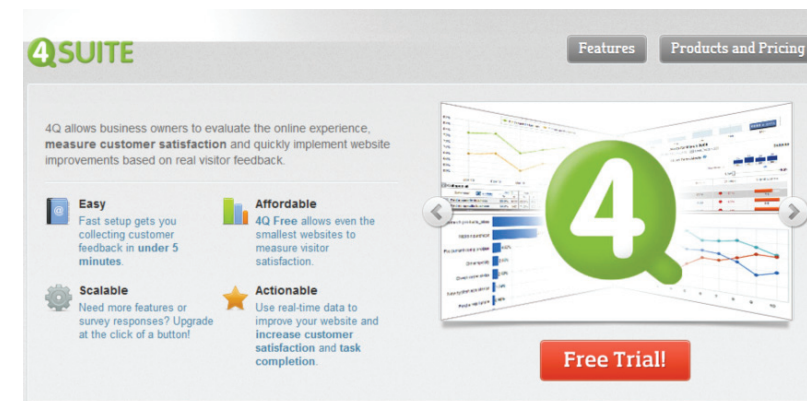 4QSUITE
Features
Products and Pricing
4Q allows business owners to evaluate the online experience,
measure customer satisfaction and quickly implement website
improvements based on real visitor feedback.
Easy
Fast setup gets you
collecting customer
feedback in under 5
minutes.
Affordable
4Q Free allows even the
smallest websites to
measure visitor
satisfaction.
Scalable
Need more features or
survey responses? Upgrade
at the click of a button!
Actionable
Use real-time data to
improve your website and
increase customer
satisfaction and task
completion.
4
Free Trial!